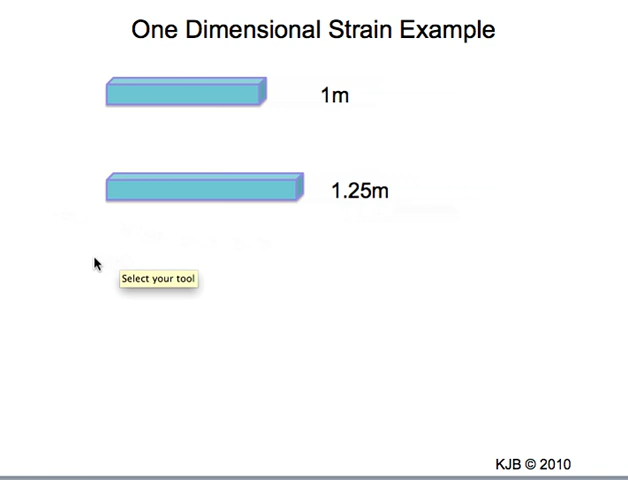 One Dimensional Strain Example
1m
1.25m
Select your tool
KJB © 2010